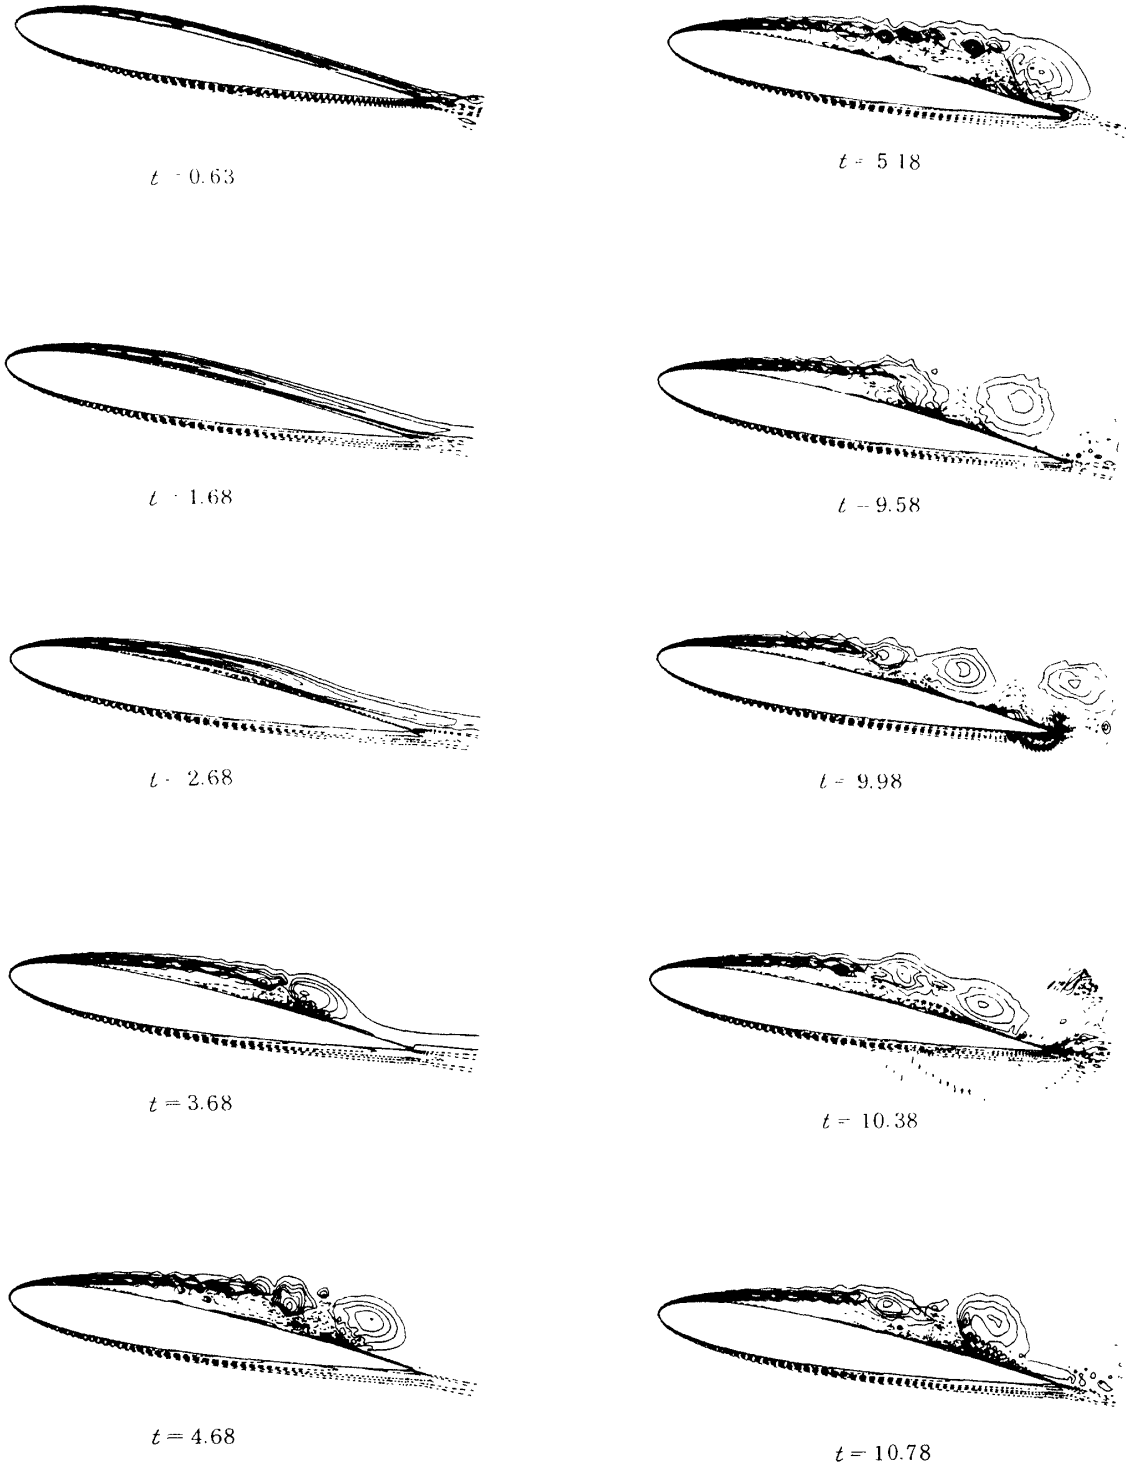 t - 0.63
t - 1.68
t - 2.68
t = 3.68
t = 4.68
t = 5 18
t - 9.58
t = 9.98
t = 10.38
t = 10.78